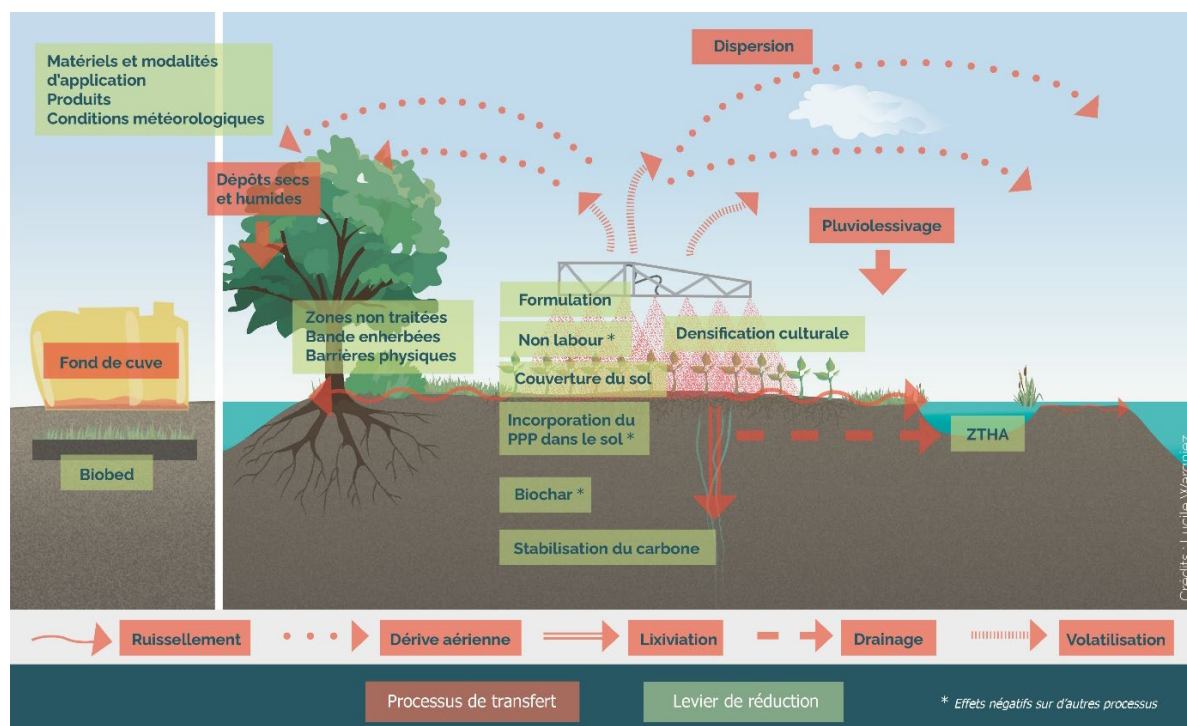 Matériels et modalités
d'application
Produits
Conditions météorologiques
Dispersion
Dépôts secs
et humides
Pluviolessivage
Formulation
Zones non traitées
Bande enherbées
Barrières physiques
Non labour *
Densification culturale
Fond de cuve
Couverture du sol
Incorporation du
PPP dans le sol *
ZTHA
Biobed
Biochar *
Stabilisation du carbone
Crédits : Lucile Wargniez
Ruissellement
Dérive aérienne
Lixiviation
Drainage
Volatilisation
Processus de transfert
Levier de réduction
* Effets négatifs sur d'autres processus